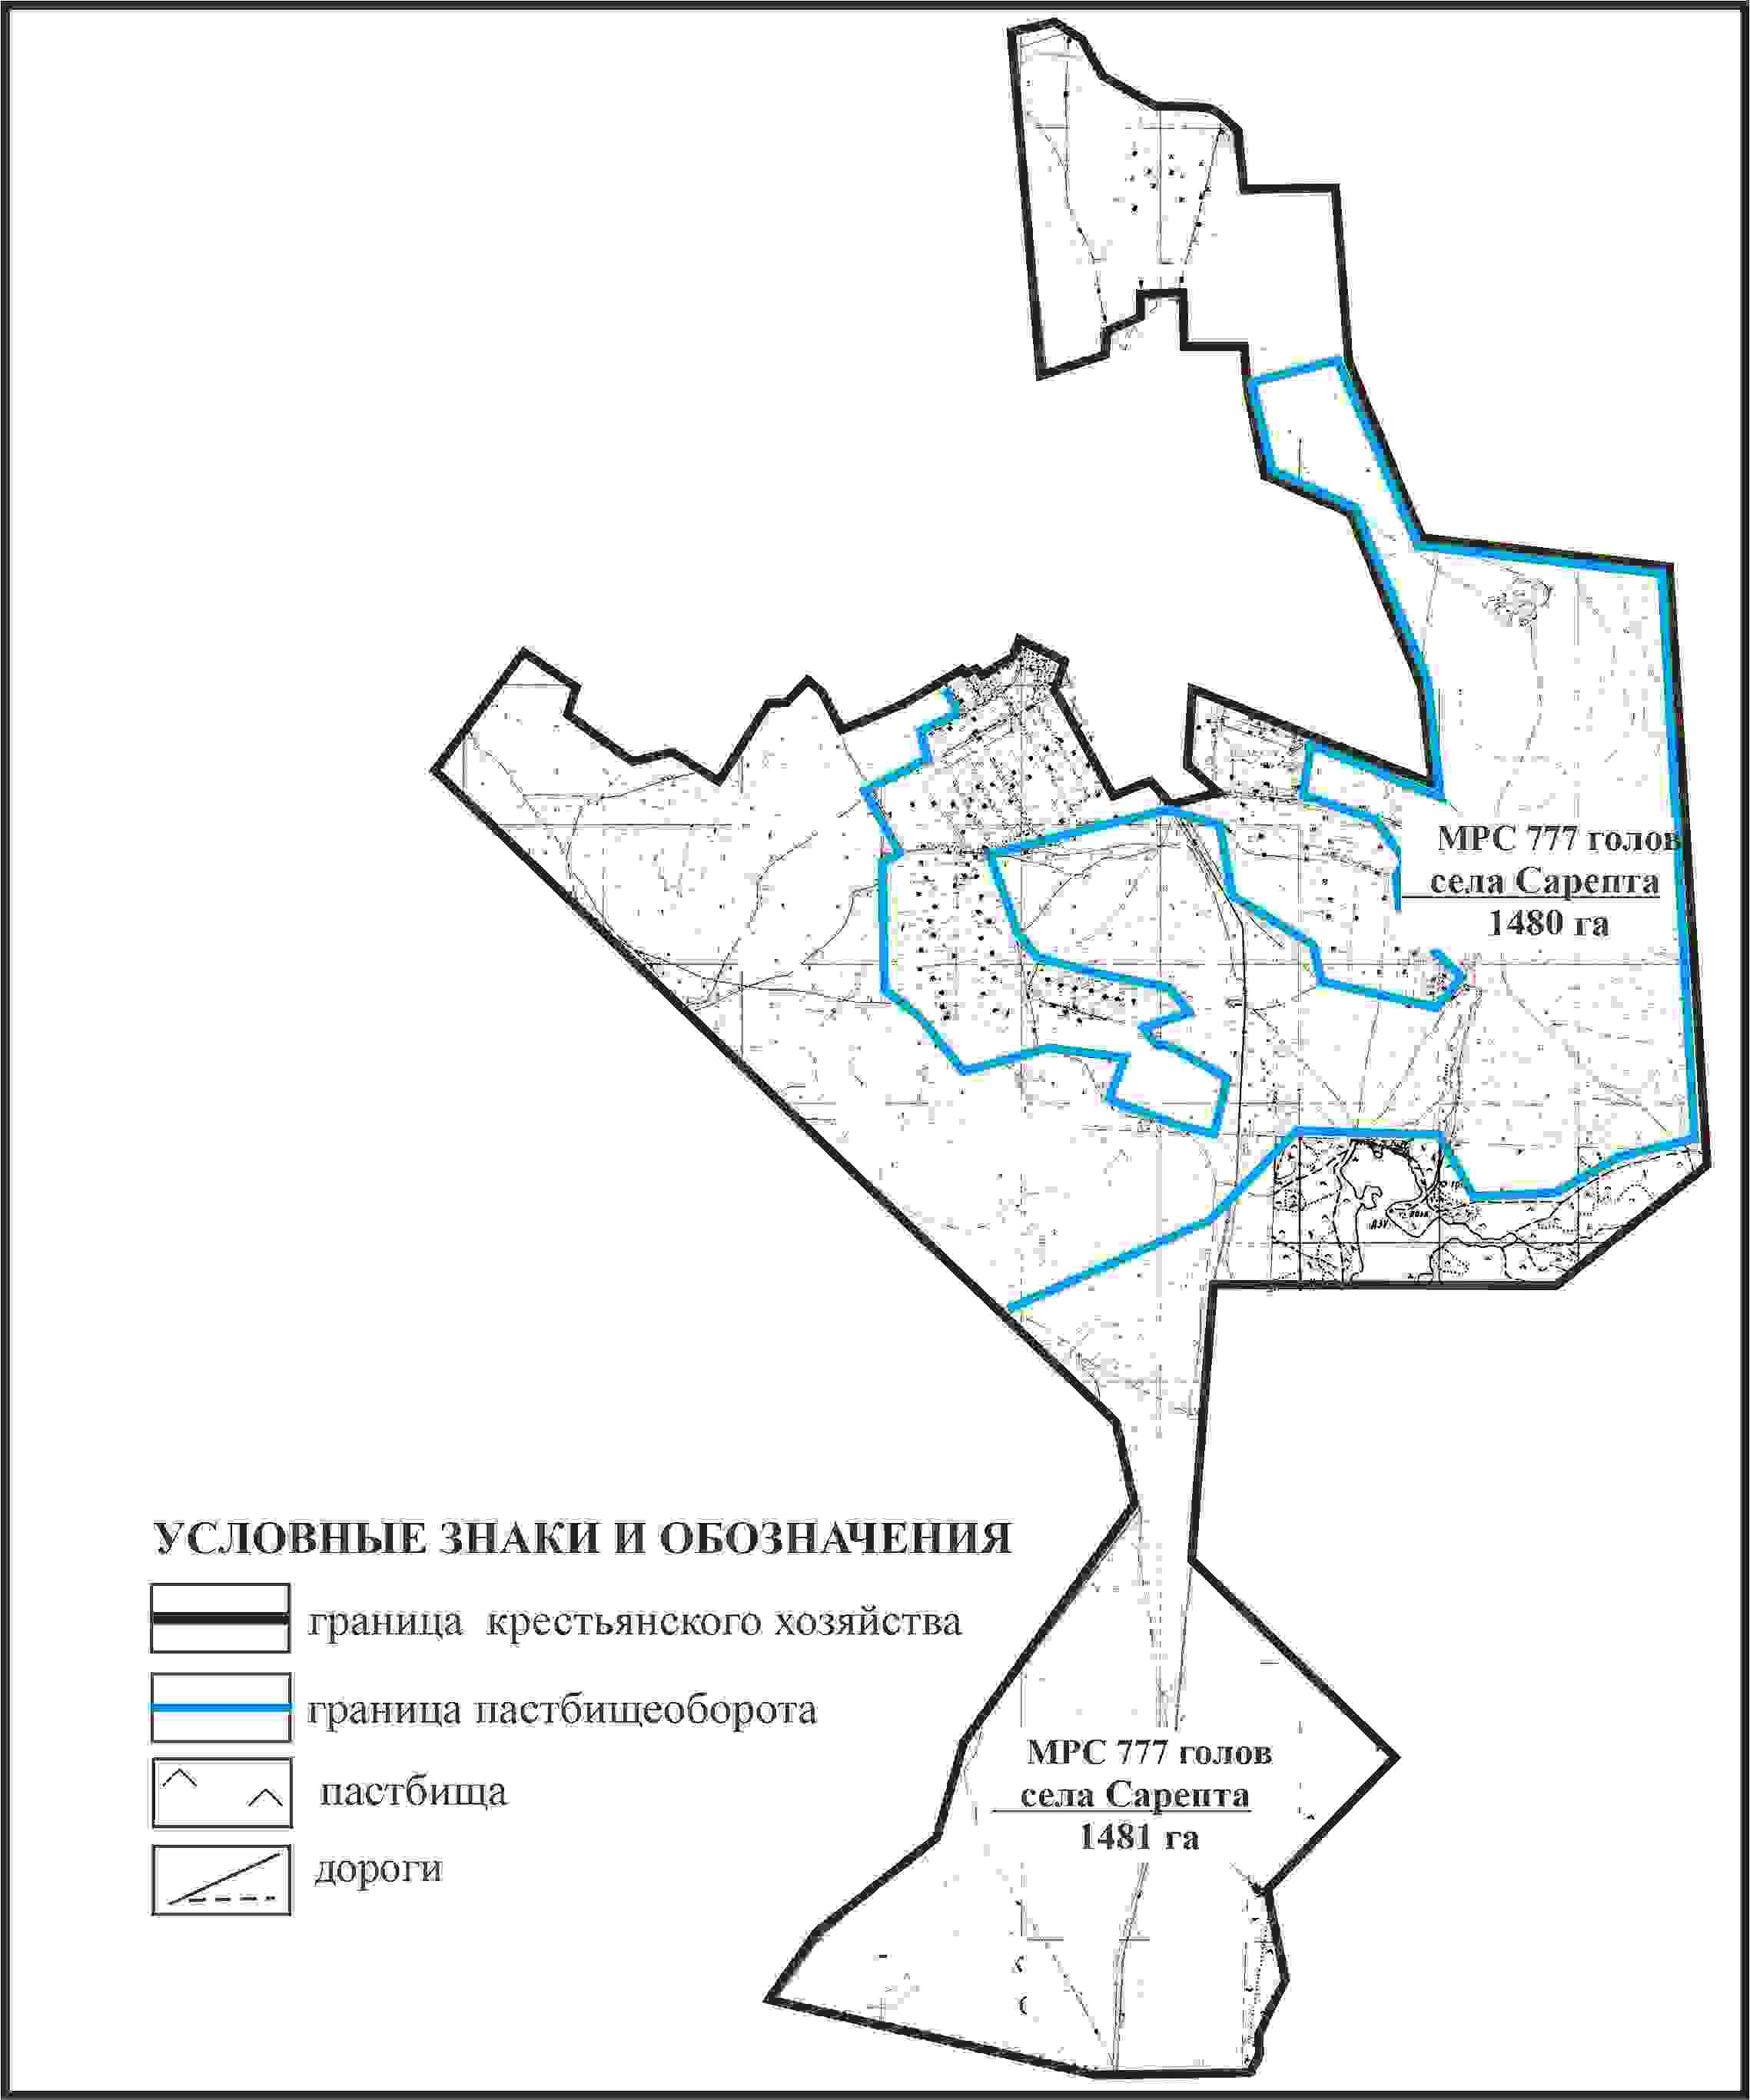 МРС 777 голов
села Сарепта
1480 га
УСЛОВНЫЕ ЗНАКИ И ОБОЗНАЧЕНИЯ
граница крестьянского хозяйства
граница пастбищеоборота
пастбища
дороги
МРС 777 голов
села Сарепта
1481 га